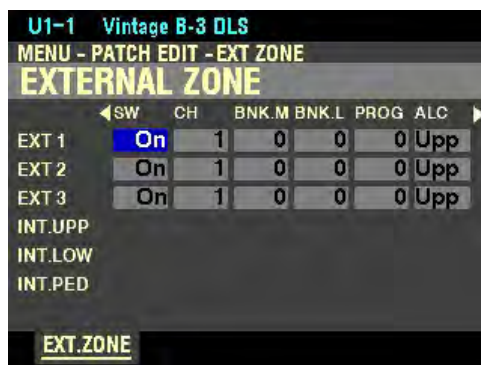 U1-1 Vintage B-3 DLS
MENU - PATCH EDIT - EXT ZONE
EXTERNAL ZONE
SW CH BNK.M BNK.L PROG ALC
EXT 1 On 1 0 0 0 Upp
EXT 2 On 1 0 0 0 Upp
EXT 3 On 1 0 0 0 Upp
INT.UPP
INT.LOW
INT.PED
EXT.ZONE